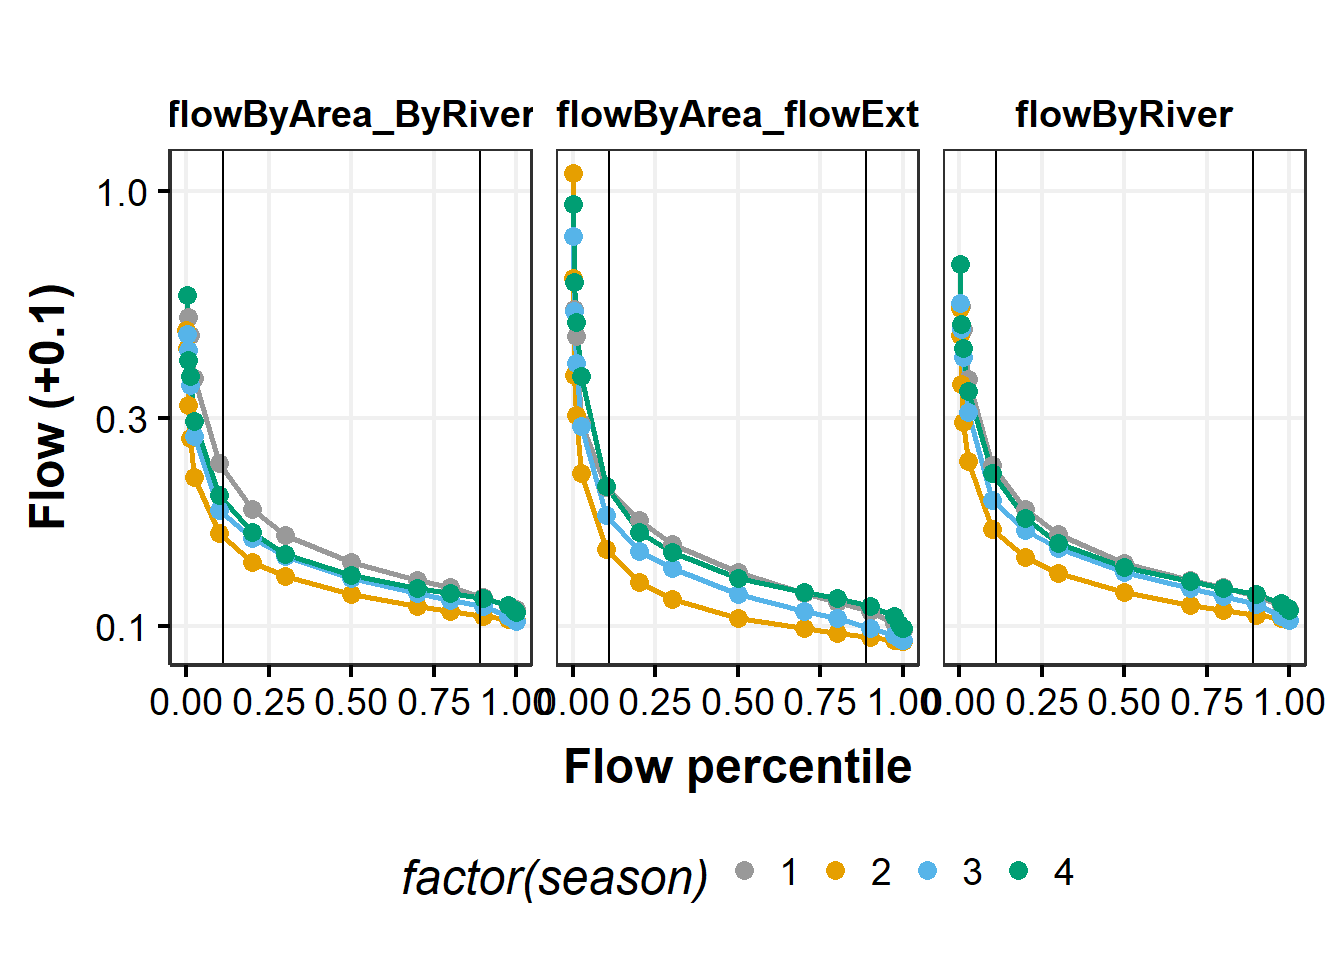 flowByArea_ByRiver flowByArea_flowExt flowByRiver
1.0
0.3
0.1
Flow (+0.1)
0.00 0.25 0.50 0.75 1.00 0.00 0.25 0.50 0.75 1.00 0.00 0.25 0.50 0.75 1.00
Flow percentile
factor(season) 1 2 3 4